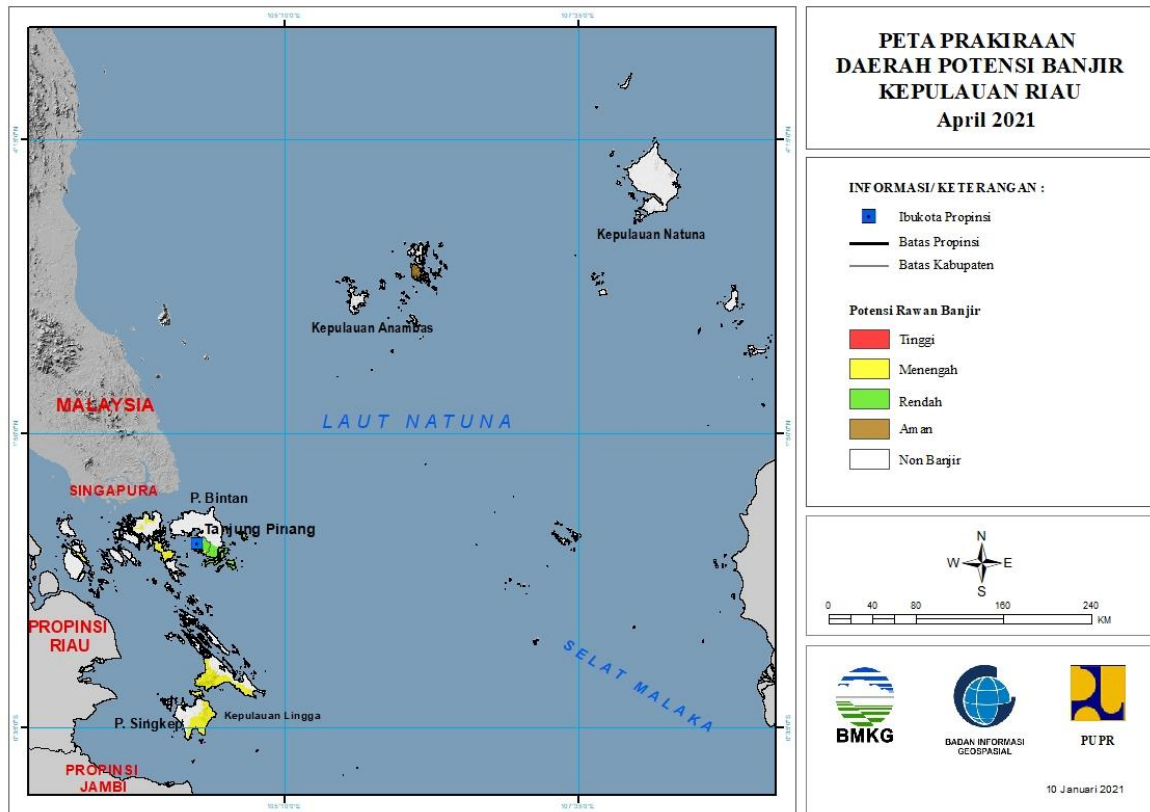 PETA PRAKIRAAN
DAERAH POTENSI BANJIR
KEPULAUAN RIAU
April 2021
INFORMASI/ KETERANGAN :
Ibukota Propinsi
Batas Propinsi
Batas Kabupaten
Potensi Rawan Banjir
Tinggi
Menengah
Rendah
Aman
Non Banjir
N
W E
S
0 40 80 160 240
KM
BMKG
BADAN INFORMASI
GEOSPASIAL
PUPR
10 Januari 2021
Kepulauan Natuna
Kepulauan Anambas
MALAYSIA
LAUT NATUNA
SINGAPURA
P. Bintan
Tanjung Pinang
PROPINSI
RIAU
SELAT MALAKA
P. Singkep
Kepulauan Lingga
PROPINSI
JAMBI